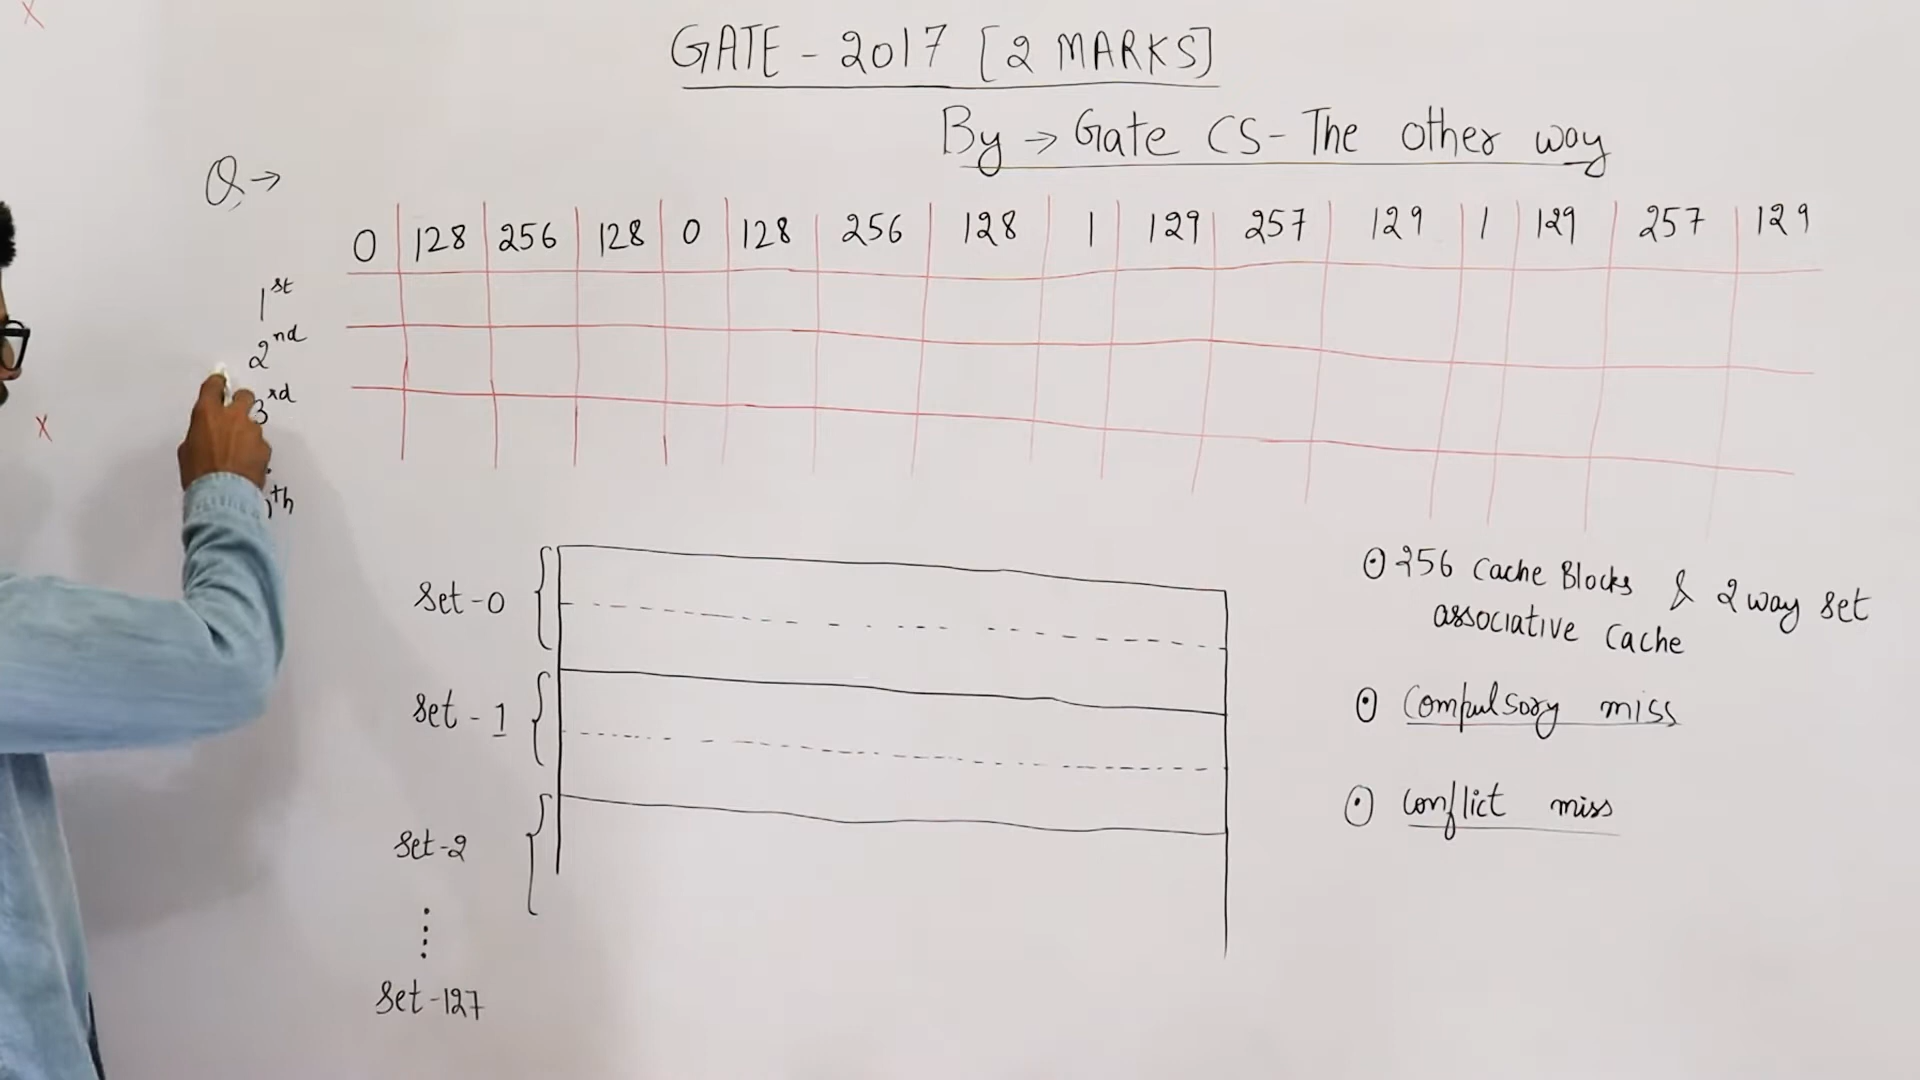 GATE - 2017 [2 MARKS]
By → Gate CS - The other way
Q →
0 128 256 128 0 128 256 128 1 129 257 129 1 129 257 129
1st
2nd
3rd
th
Set-0
Set - 1
Set-2
Set-127
⊙ 256 Cache Blocks & 2 way set
associative Cache
⊙ Compulsory miss
⊙ Conflict miss
X
X